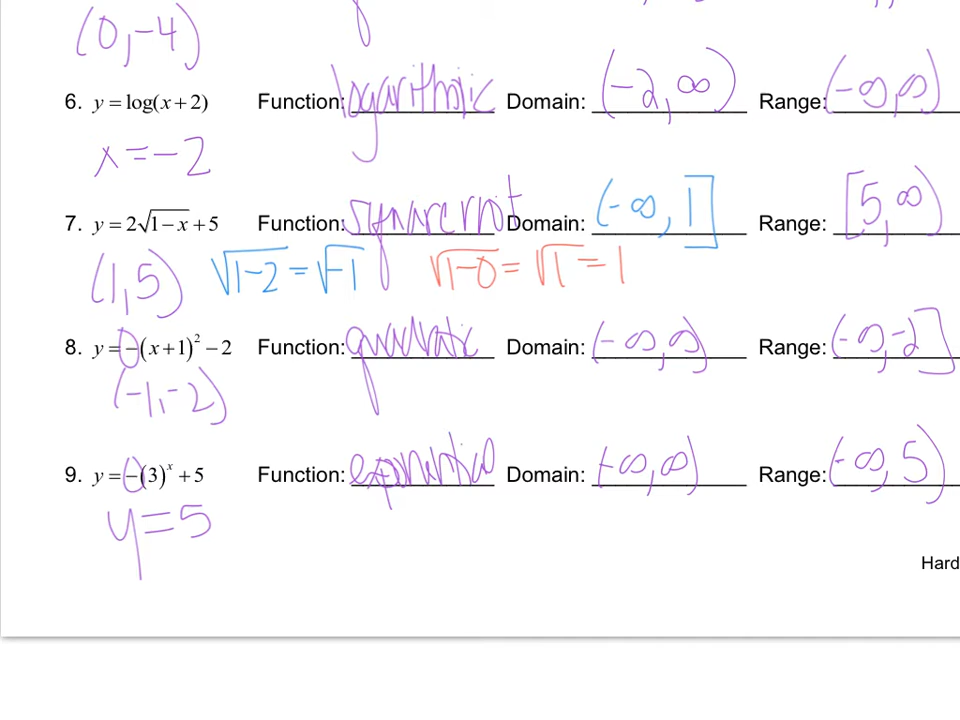 (0,-4)
6. y = log(x + 2) Function: logarithmic Domain: (-2, ∞) Range: (-∞, ∞)
x = -2
7. y = 2√(1 - x) + 5 Function: square root Domain: (-∞, 1] Range: [5, ∞)
(1,5) √(1-2) = √-1 √(1-0) = √1 = 1
8. y = -(x + 1)² - 2 Function: quadratic Domain: (-∞, ∞) Range: (-∞, -2]
(-1, -2)
9. y = -(3)ˣ + 5 Function: exponential Domain: (-∞, ∞) Range: (-∞, 5)
y = 5
Hard